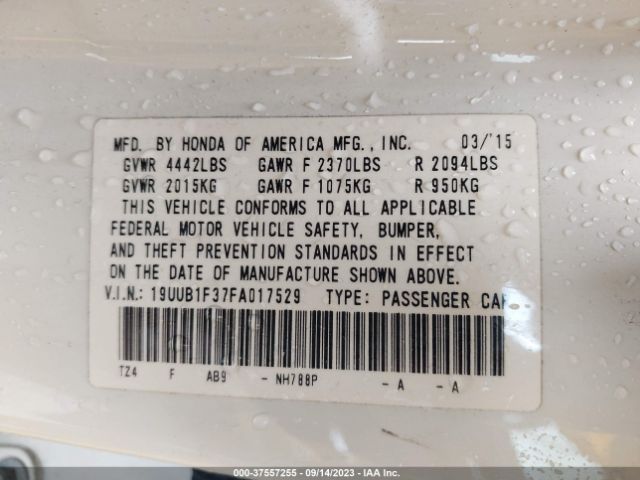 MFD. BY HONDA OF AMERICA MFG., INC. 03/'15
GVWR 4442LBS GAWR F 2370LBS R 2094LBS
GVWR 2015KG GAWR F 1075KG R 950KG
THIS VEHICLE CONFORMS TO ALL APPLICABLE
FEDERAL MOTOR VEHICLE SAFETY, BUMPER,
AND THEFT PREVENTION STANDARDS IN EFFECT
ON THE DATE OF MANUFACTURE SHOWN ABOVE.
V.I.N.: 19UUB1F37FA017529 TYPE: PASSENGER CAR
TZ4 F AB9 - NH788P - A - A
000-37557255 | 09/14/2023 | IAA Inc.